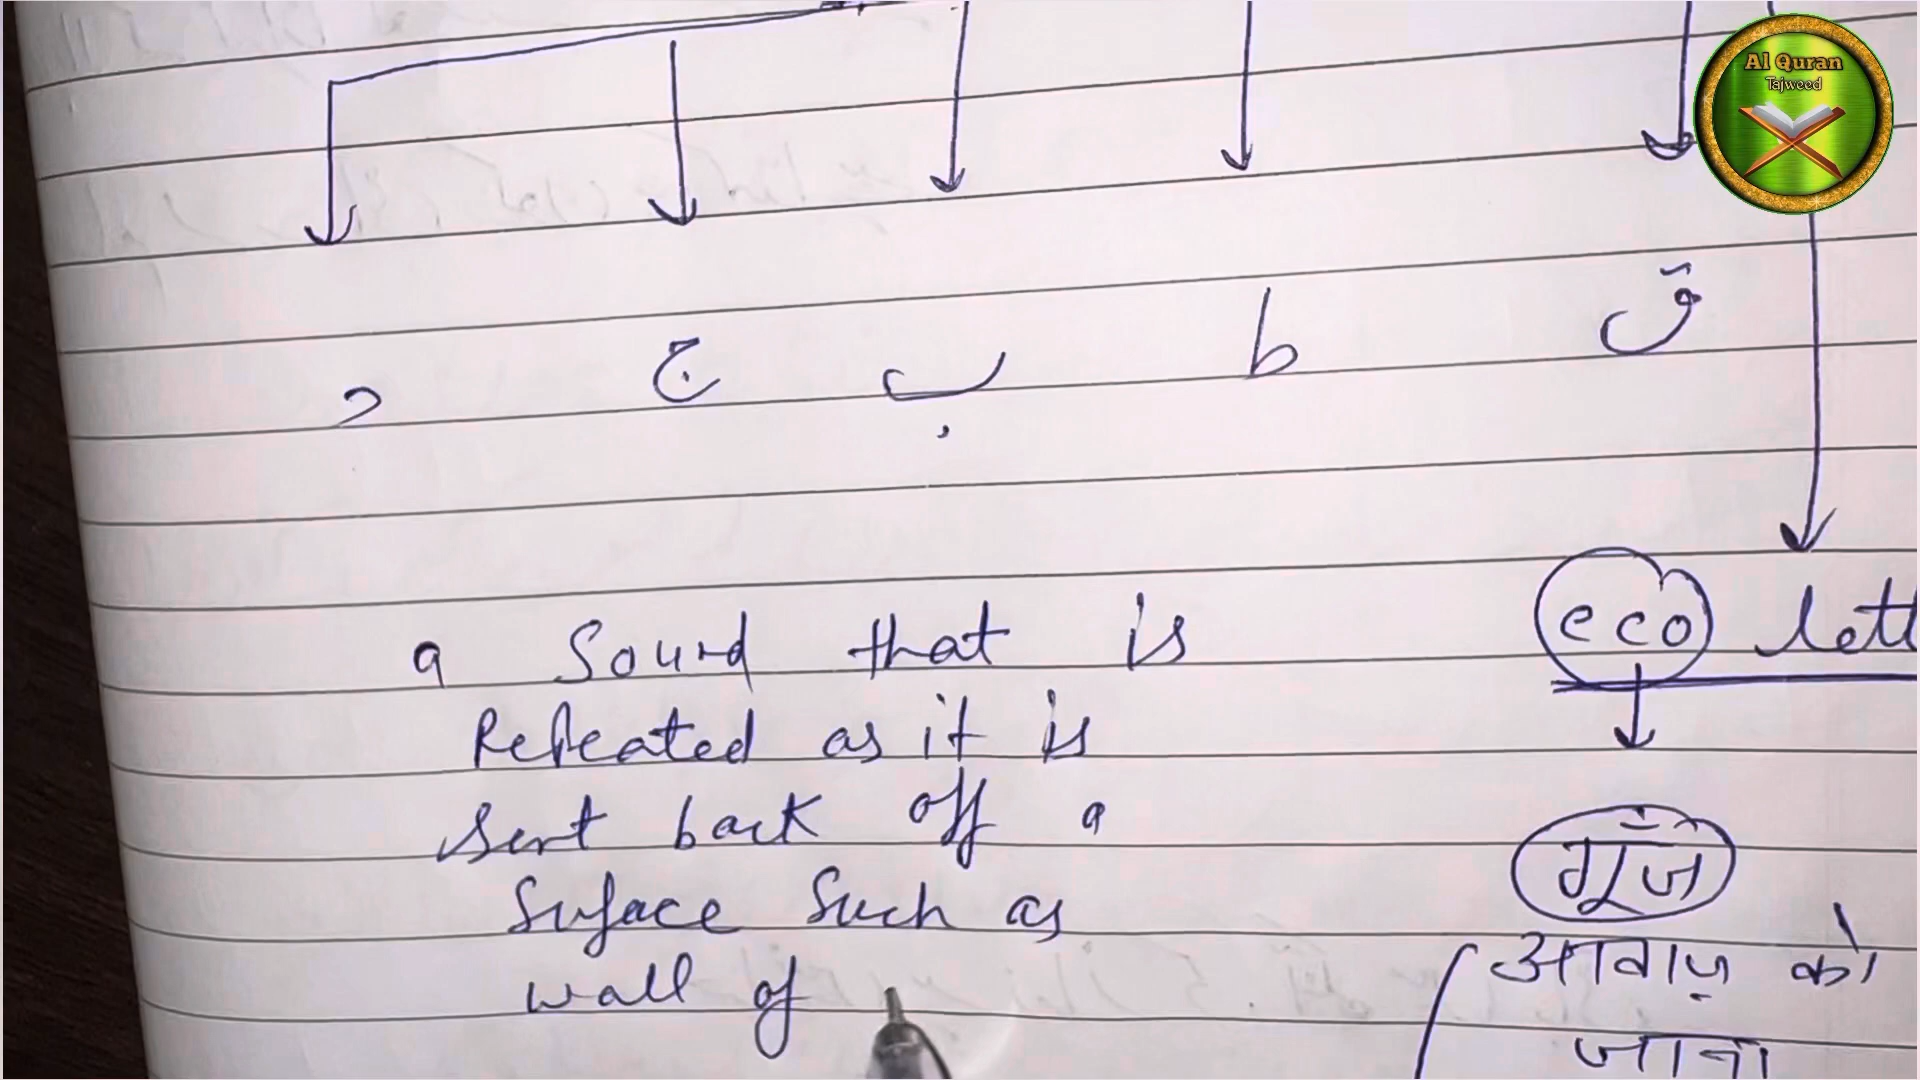 Al Quran
Tajweed
ق ط ب ج د
eco lett
a Sound that is
Repeated as it is
sent back off a
Suface Such as
wall of
गूँज
आवाज़ को
जाना